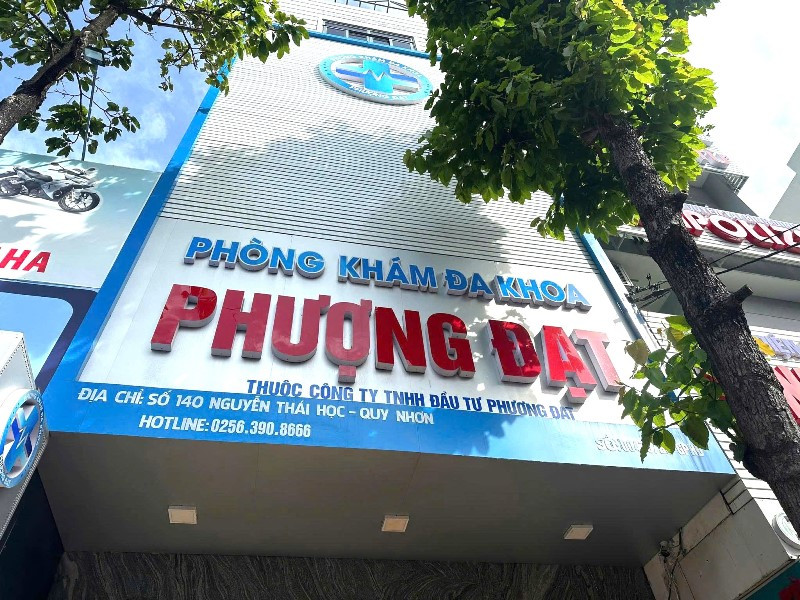 PHÒNG KHÁM ĐA KHOA
PHƯỢNG ĐẠT
THUỘC CÔNG TY TNHH ĐẦU TƯ PHƯỢNG ĐẠT
ĐỊA CHỈ: SỐ 140 NGUYỄN THÁI HỌC - QUY NHƠN
HOTLINE: 0256.390.8666